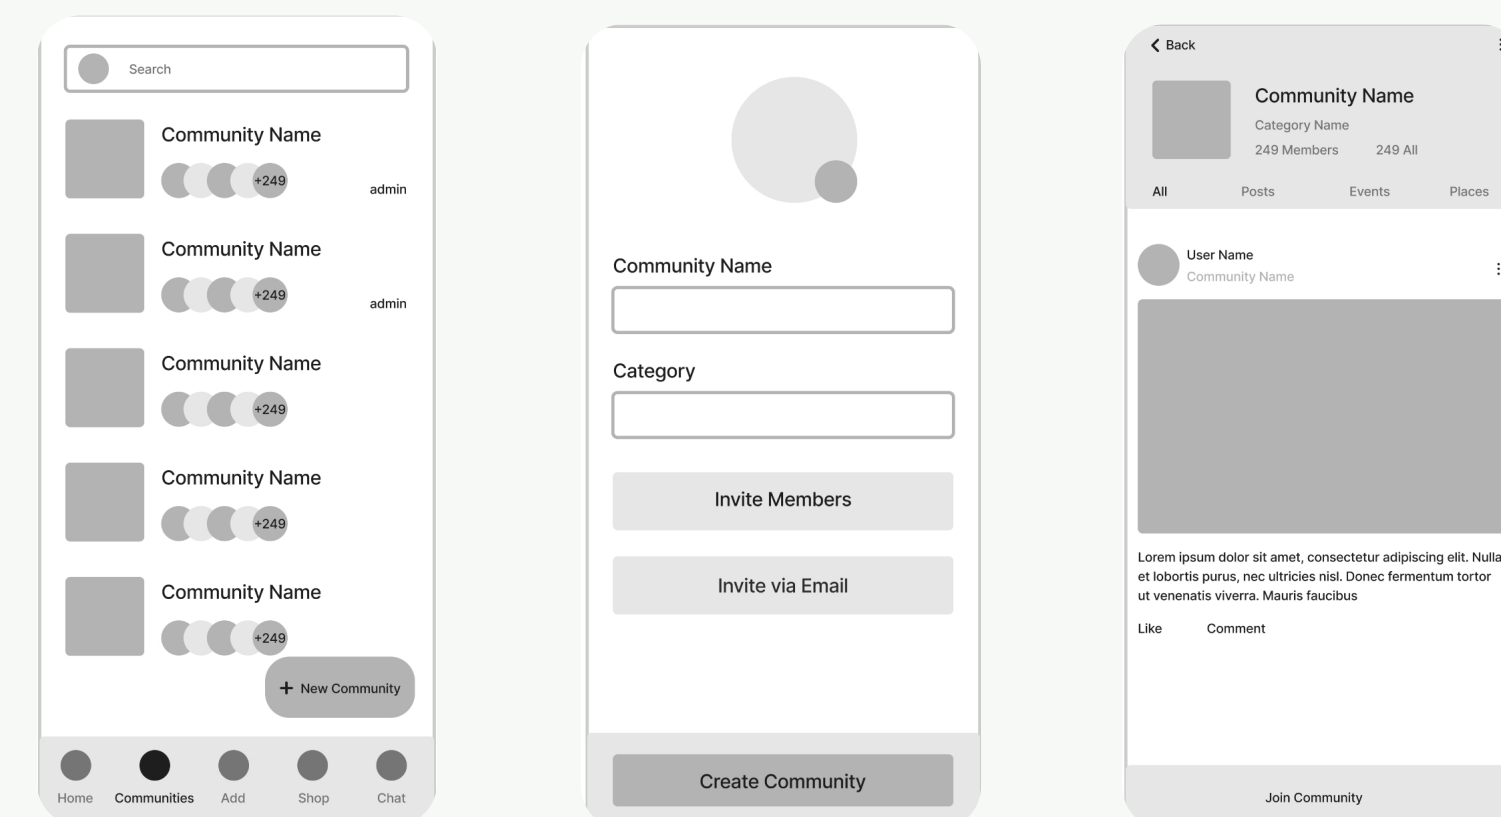 Search
Community Name
+249
admin
Community Name
+249
admin
Community Name
+249
Community Name
+249
Community Name
+249
+ New Community
Home Communities Add Shop Chat
Community Name
Category
Invite Members
Invite via Email
Create Community
Back
Community Name
Category Name
249 Members 249 All
All Posts Events Places
User Name
Community Name
Lorem ipsum dolor sit amet, consectetur adipiscing elit. Nulla
et lobortis purus, nec ultricies nisl. Donec fermentum tortor
ut venenatis viverra. Mauris faucibus
Like Comment
Join Community